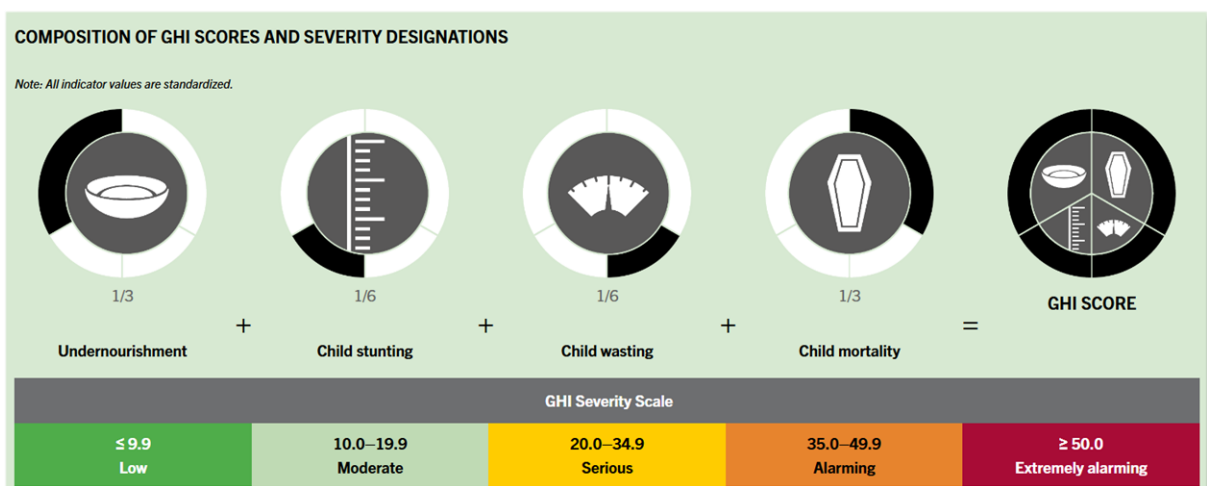 COMPOSITION OF GHI SCORES AND SEVERITY DESIGNATIONS
Note: All indicator values are standardized.
1/3
1/6
1/6
1/3
GHI SCORE
+
+
+
=
Undernourishment
Child stunting
Child wasting
Child mortality
GHI Severity Scale
≤ 9.9
10.0–19.9
20.0–34.9
35.0–49.9
≥ 50.0
Low
Moderate
Serious
Alarming
Extremely alarming